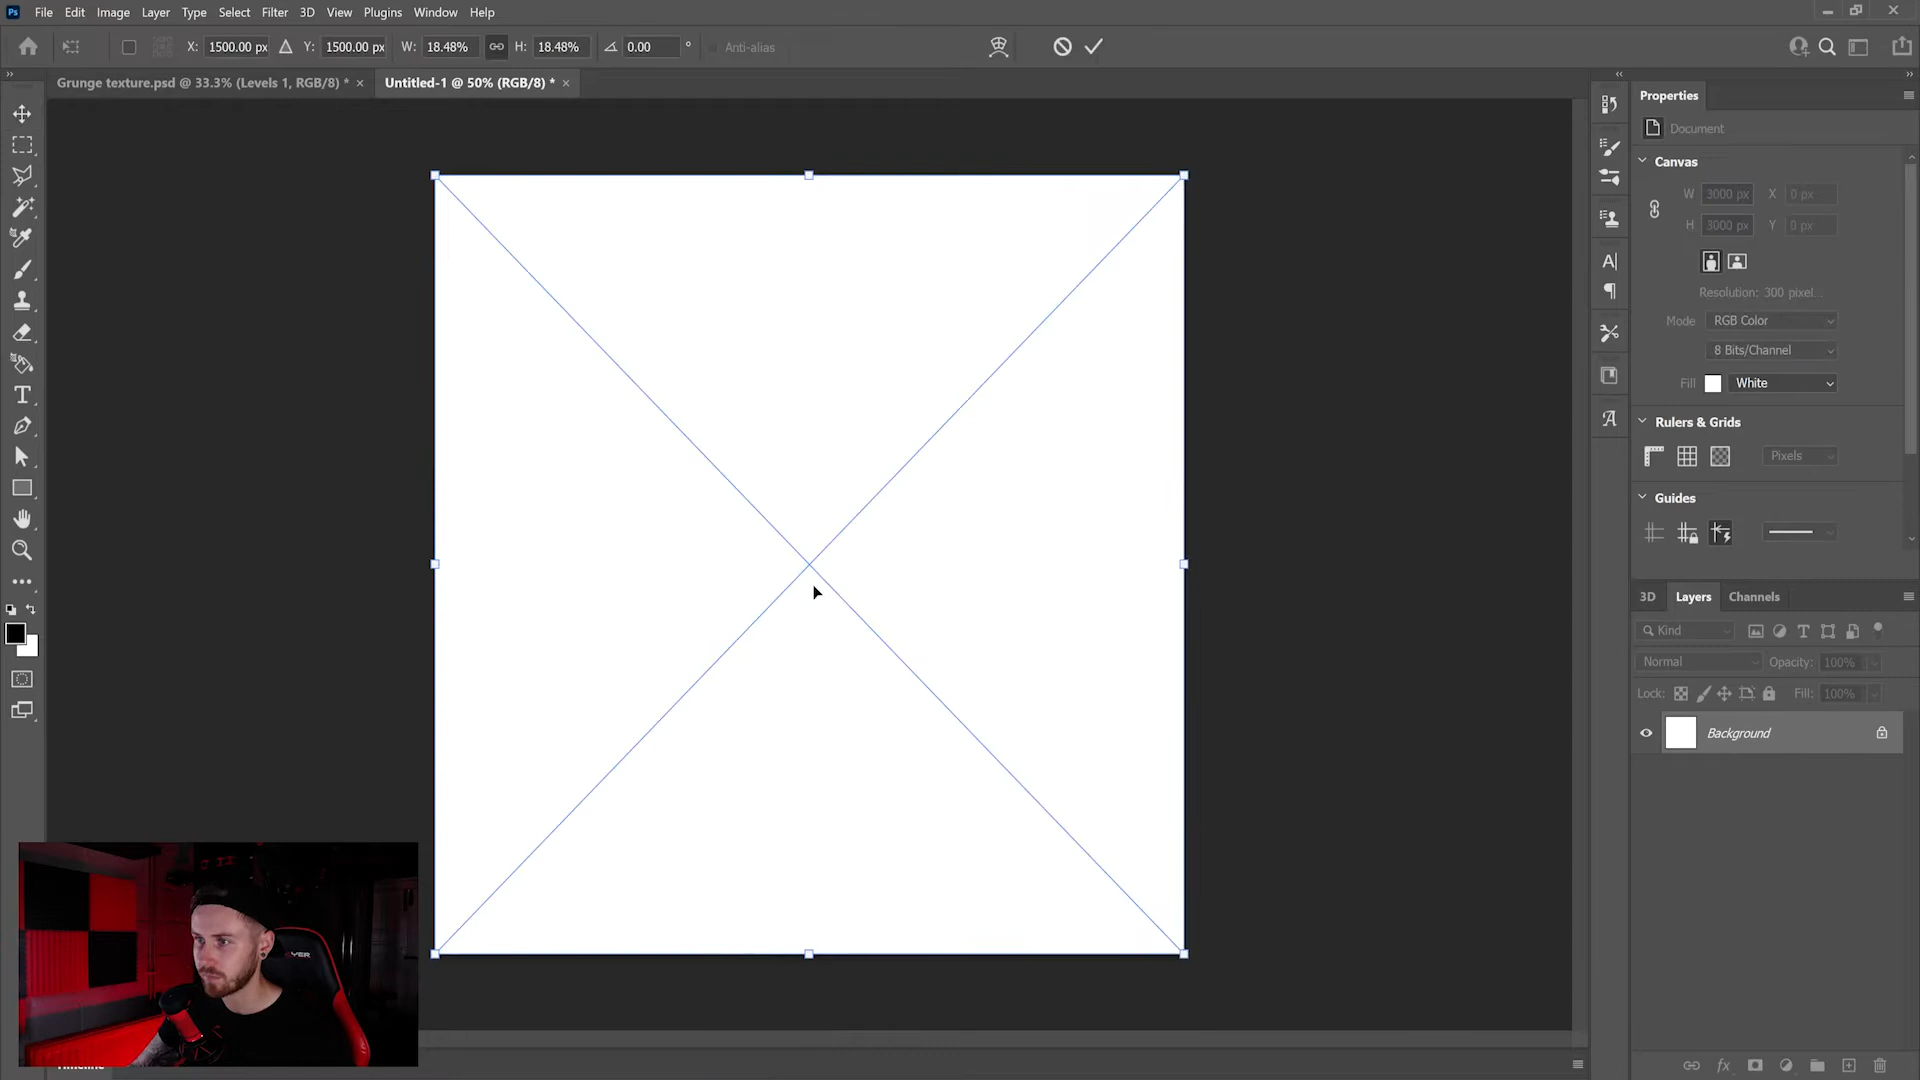 Ps File Edit Image Layer Type Select Filter 3D View Plugins Window Help
X: 1500.00 px Y: 1500.00 px W: 18.48% H: 18.48% 0.00 ° Anti-alias
Grunge texture.psd @ 33.3% (Levels 1, RGB/8) * × Untitled-1 @ 50% (RGB/8) * ×
Properties
Document
Canvas
W 3000 px X 0 px
H 3000 px Y 0 px
Resolution: 300 pixel...
Mode RGB Color
8 Bits/Channel
Fill White
Rulers & Grids
Pixels
Guides
3D Layers Channels
Kind
Normal Opacity: 100%
Lock: Fill: 100%
Background